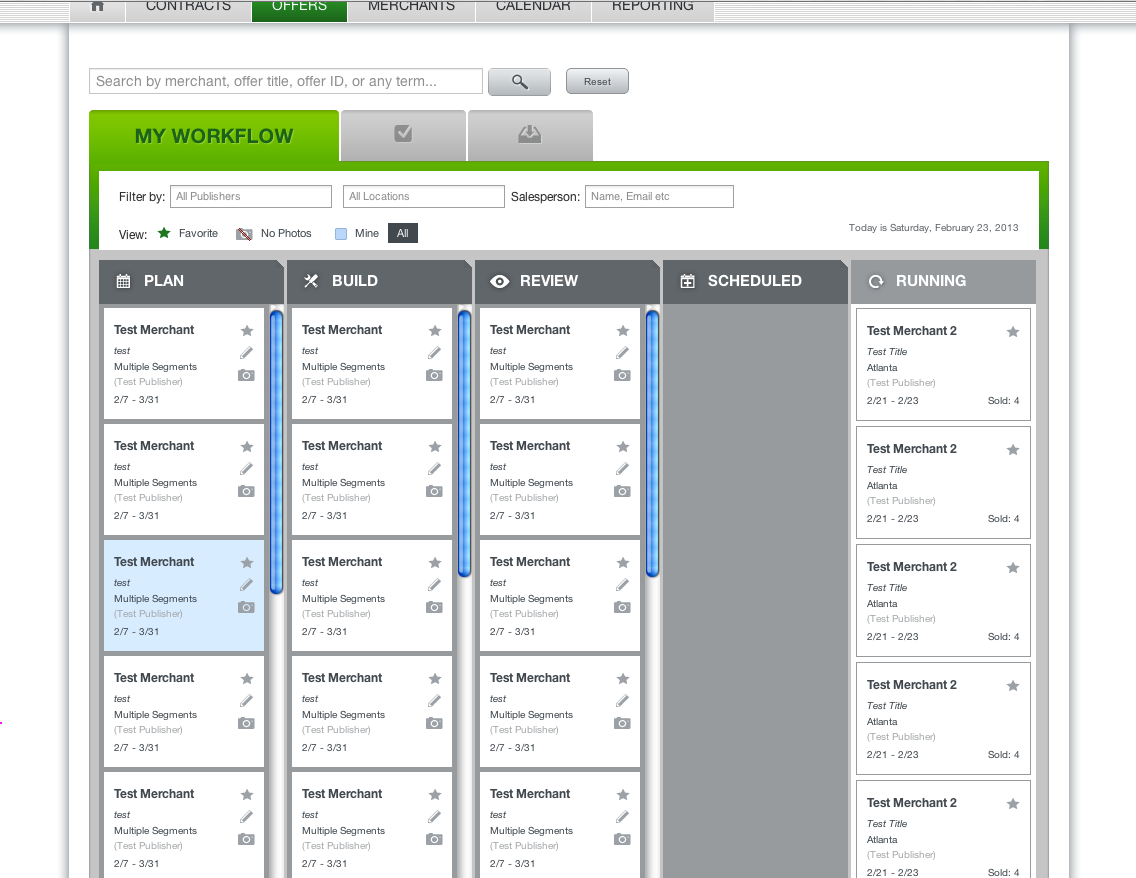 CONTRACTS OFFERS MERCHANTS CALENDAR REPORTING
Search by merchant, offer title, offer ID, or any term...
Reset
MY WORKFLOW
Filter by: All Publishers All Locations Salesperson: Name, Email etc
View: Favorite No Photos Mine All
Today is Saturday, February 23, 2013
PLAN
Test Merchant
test
Multiple Segments
(Test Publisher)
2/7 - 3/31
Test Merchant
test
Multiple Segments
(Test Publisher)
2/7 - 3/31
Test Merchant
test
Multiple Segments
(Test Publisher)
2/7 - 3/31
Test Merchant
test
Multiple Segments
(Test Publisher)
2/7 - 3/31
Test Merchant
test
Multiple Segments
(Test Publisher)
2/7 - 3/31
BUILD
Test Merchant
test
Multiple Segments
(Test Publisher)
2/7 - 3/31
Test Merchant
test
Multiple Segments
(Test Publisher)
2/7 - 3/31
Test Merchant
test
Multiple Segments
(Test Publisher)
2/7 - 3/31
Test Merchant
test
Multiple Segments
(Test Publisher)
2/7 - 3/31
Test Merchant
test
Multiple Segments
(Test Publisher)
2/7 - 3/31
REVIEW
Test Merchant
test
Multiple Segments
(Test Publisher)
2/7 - 3/31
Test Merchant
test
Multiple Segments
(Test Publisher)
2/7 - 3/31
Test Merchant
test
Multiple Segments
(Test Publisher)
2/7 - 3/31
Test Merchant
test
Multiple Segments
(Test Publisher)
2/7 - 3/31
Test Merchant
test
Multiple Segments
(Test Publisher)
2/7 - 3/31
SCHEDULED
RUNNING
Test Merchant 2
Test Title
Atlanta
(Test Publisher)
2/21 - 2/23 Sold: 4
Test Merchant 2
Test Title
Atlanta
(Test Publisher)
2/21 - 2/23 Sold: 4
Test Merchant 2
Test Title
Atlanta
(Test Publisher)
2/21 - 2/23 Sold: 4
Test Merchant 2
Test Title
Atlanta
(Test Publisher)
2/21 - 2/23 Sold: 4
Test Merchant 2
Test Title
Atlanta
(Test Publisher)
2/21 - 2/23 Sold: 4